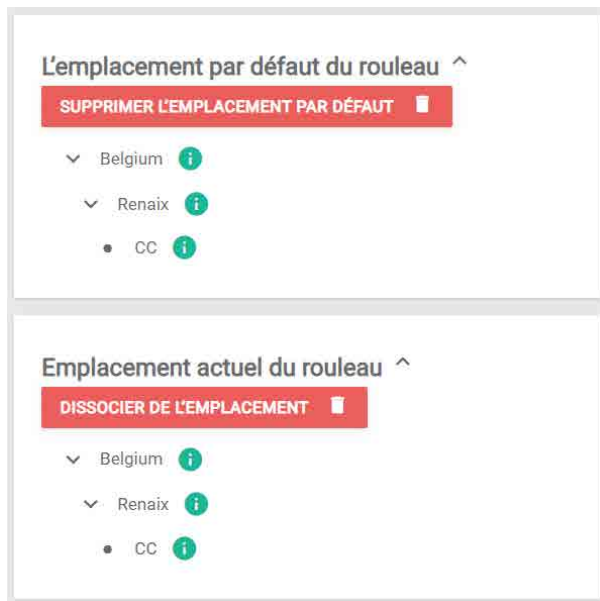 L'emplacement par défaut du rouleau
SUPPRIMER L'EMPLACEMENT PAR DÉFAUT
Belgium
Renaix
CC
Emplacement actuel du rouleau
DISSOCIER DE L'EMPLACEMENT
Belgium
Renaix
CC